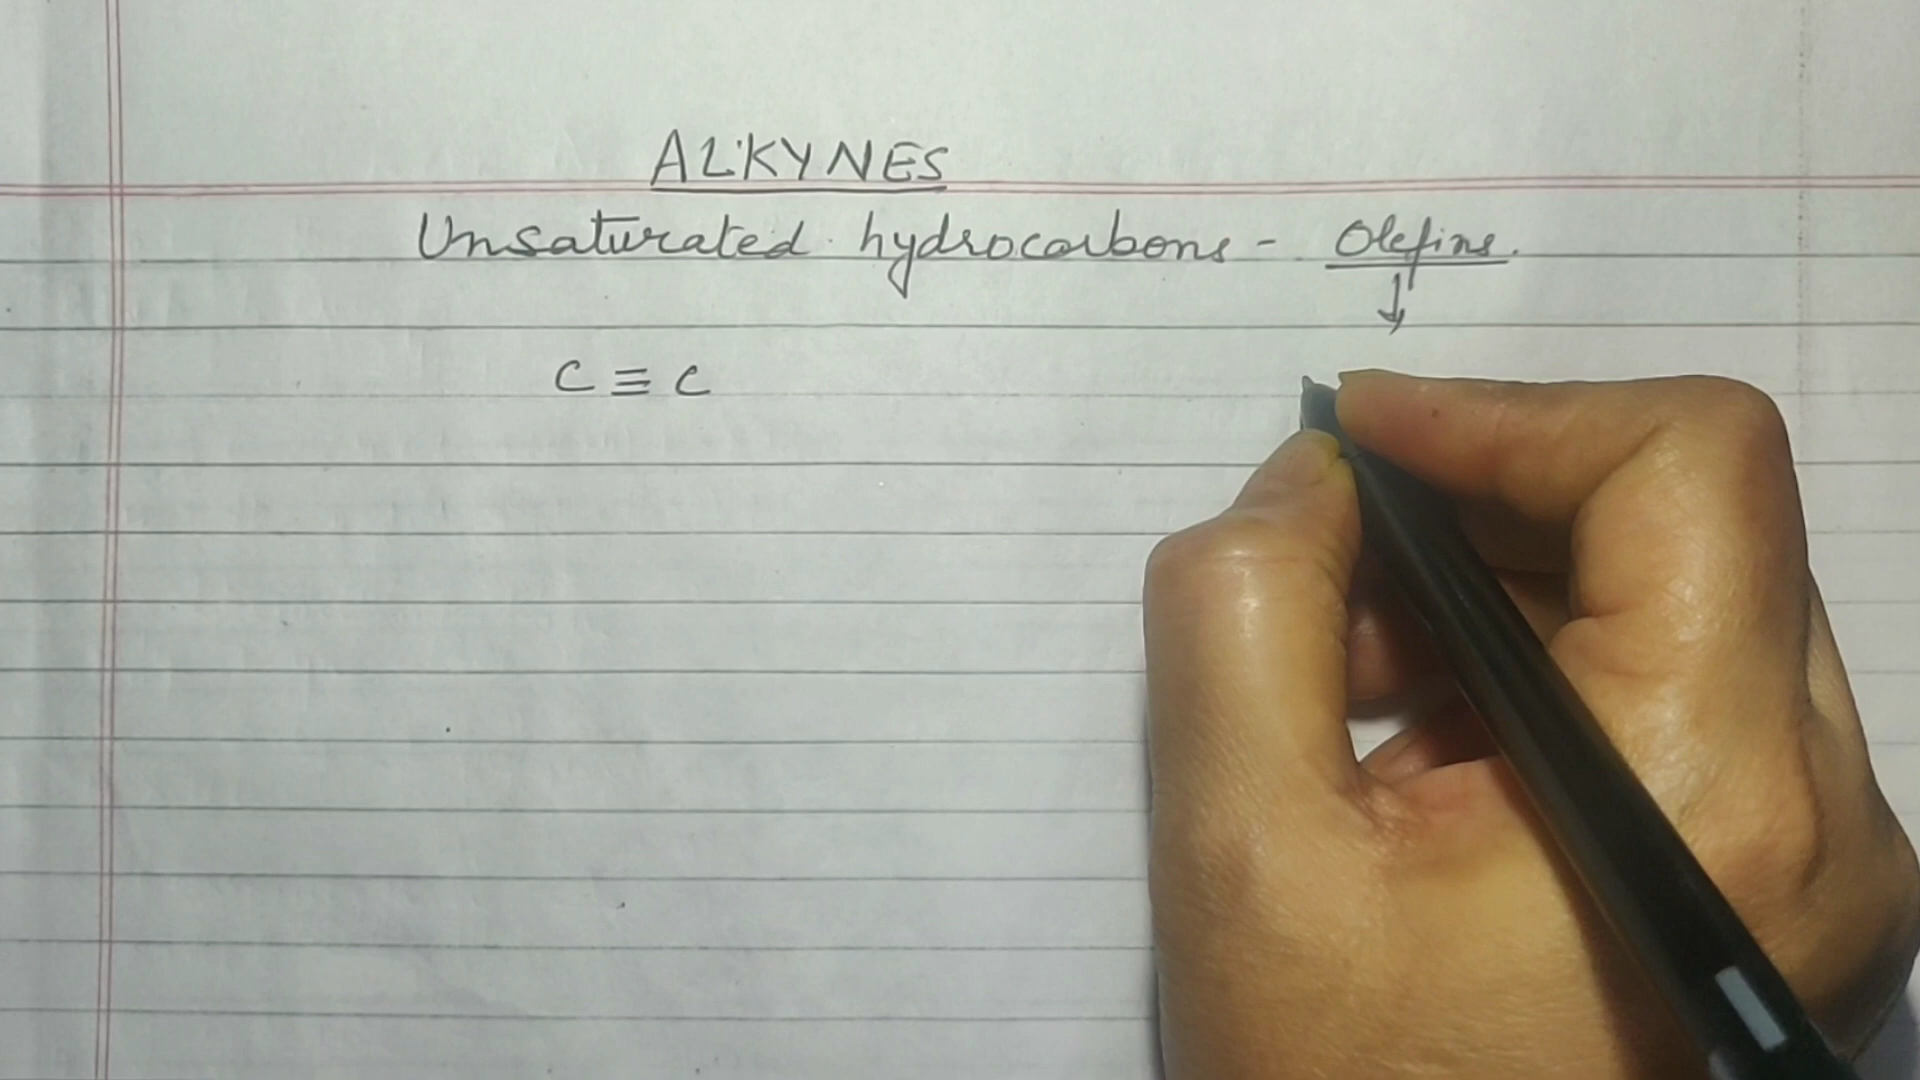 ALKYNES
Unsaturated hydrocarbons - Olefins.
↓
C ≡ C